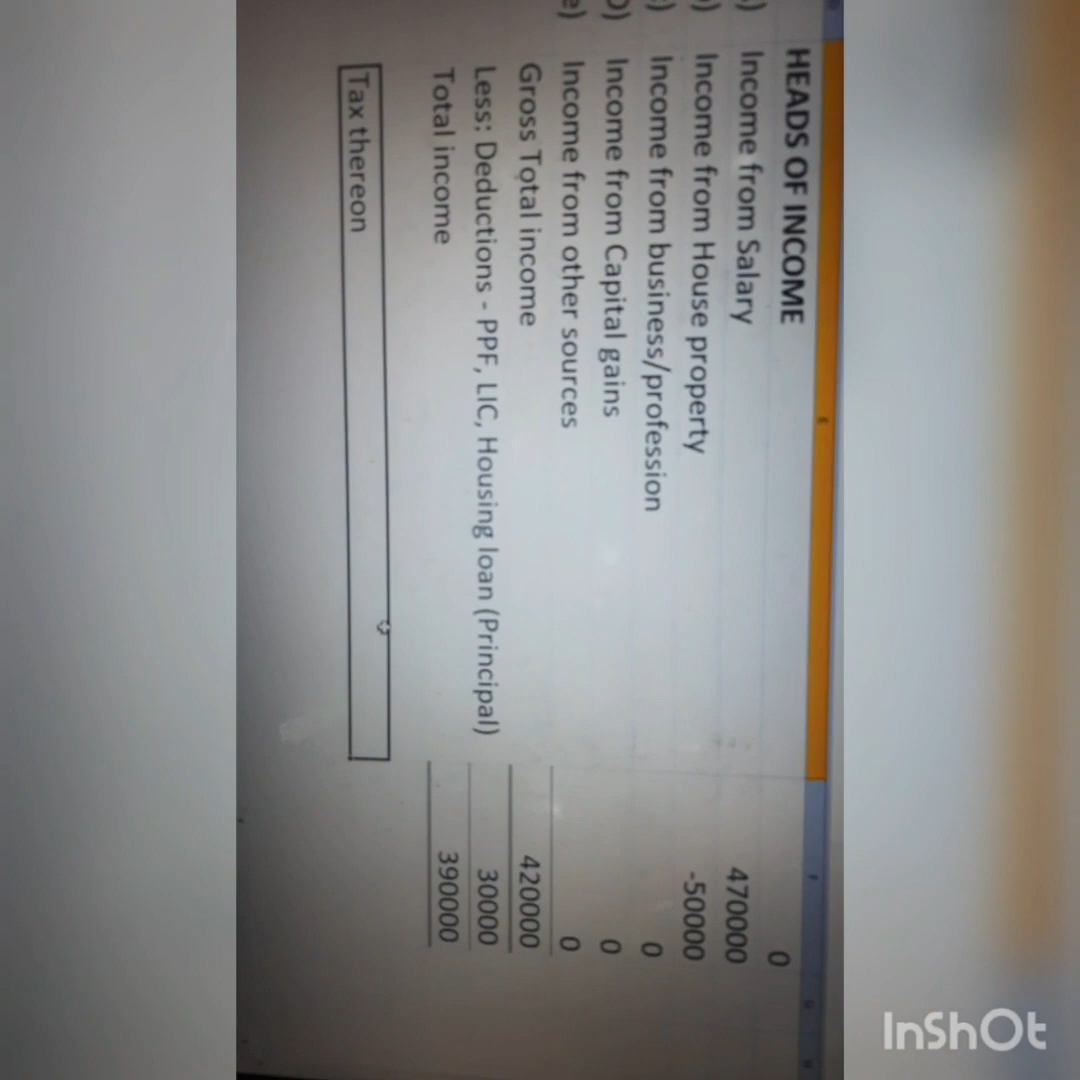 E F G H
HEADS OF INCOME 0
) Income from Salary 470000
) Income from House property -50000
) Income from business/profession 0
D) Income from Capital gains 0
e) Income from other sources 0
Gross Total income 420000
Less: Deductions - PPF, LIC, Housing loan (Principal) 30000
Total income 390000
Tax thereon
InShOt